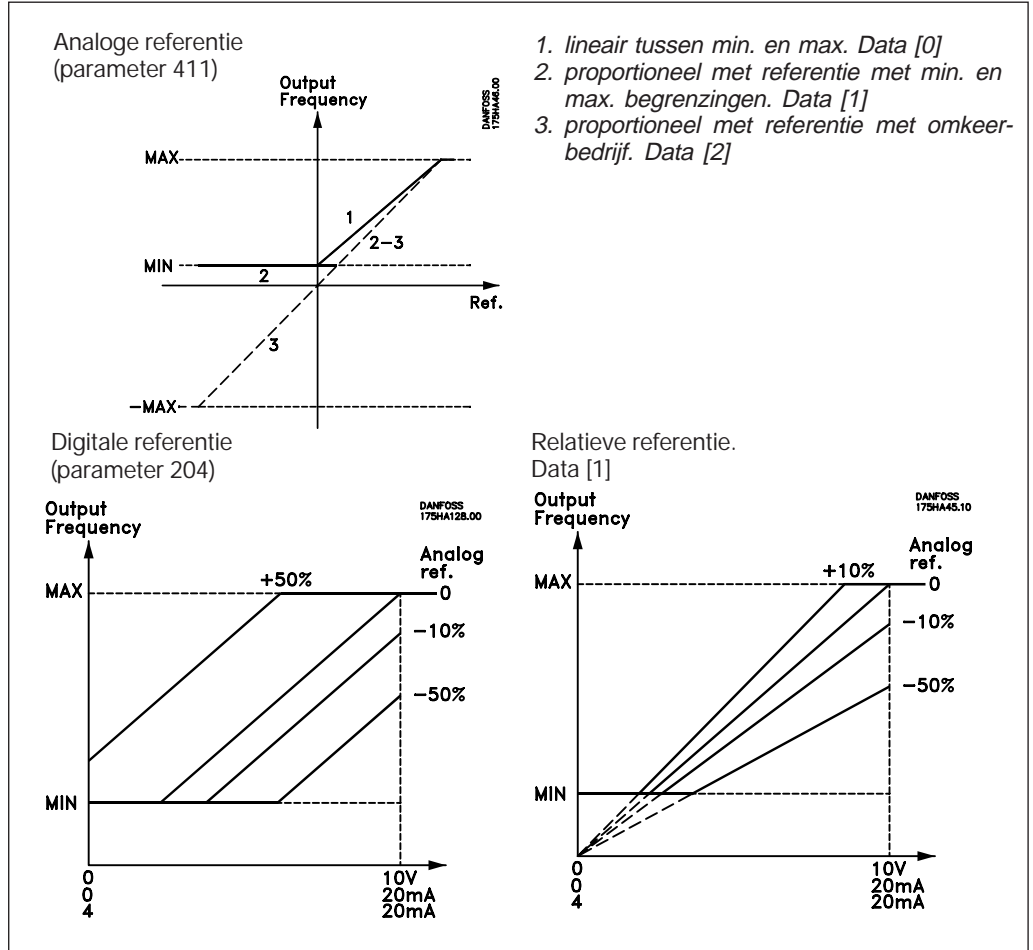 Analoge referentie
(parameter 411)
1. lineair tussen min. en max. Data [0]
2. proportioneel met referentie met min. en
max. begrenzingen. Data [1]
3. proportioneel met referentie met omkeer-
bedrijf. Data [2]
Output
Frequency
DANFOSS
175HA46.00
MAX
1
2-3
MIN
2
Ref.
3
-MAX
Digitale referentie
(parameter 204)
Output
Frequency
DANFOSS
175HA128.00
Analog
ref.
MAX
+50%
0
-10%
-50%
MIN
0
0
4
10V
20mA
20mA
Relatieve referentie.
Data [1]
Output
Frequency
DANFOSS
175HA45.10
Analog
ref.
MAX
+10%
0
-10%
-50%
MIN
0
0
4
10V
20mA
20mA